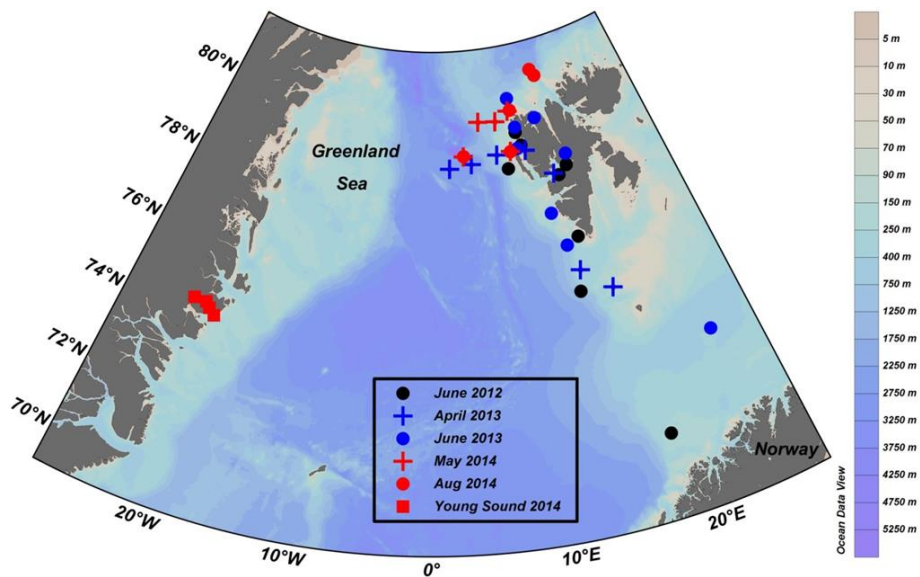 80°N
78°N
76°N
74°N
72°N
70°N
20°W
10°W
0°
10°E
20°E
Greenland
Sea
Norway
June 2012
April 2013
June 2013
May 2014
Aug 2014
Young Sound 2014
5 m
10 m
30 m
50 m
70 m
90 m
150 m
250 m
400 m
750 m
1250 m
1750 m
2250 m
2750 m
3250 m
3750 m
4250 m
4750 m
5250 m
Ocean Data View